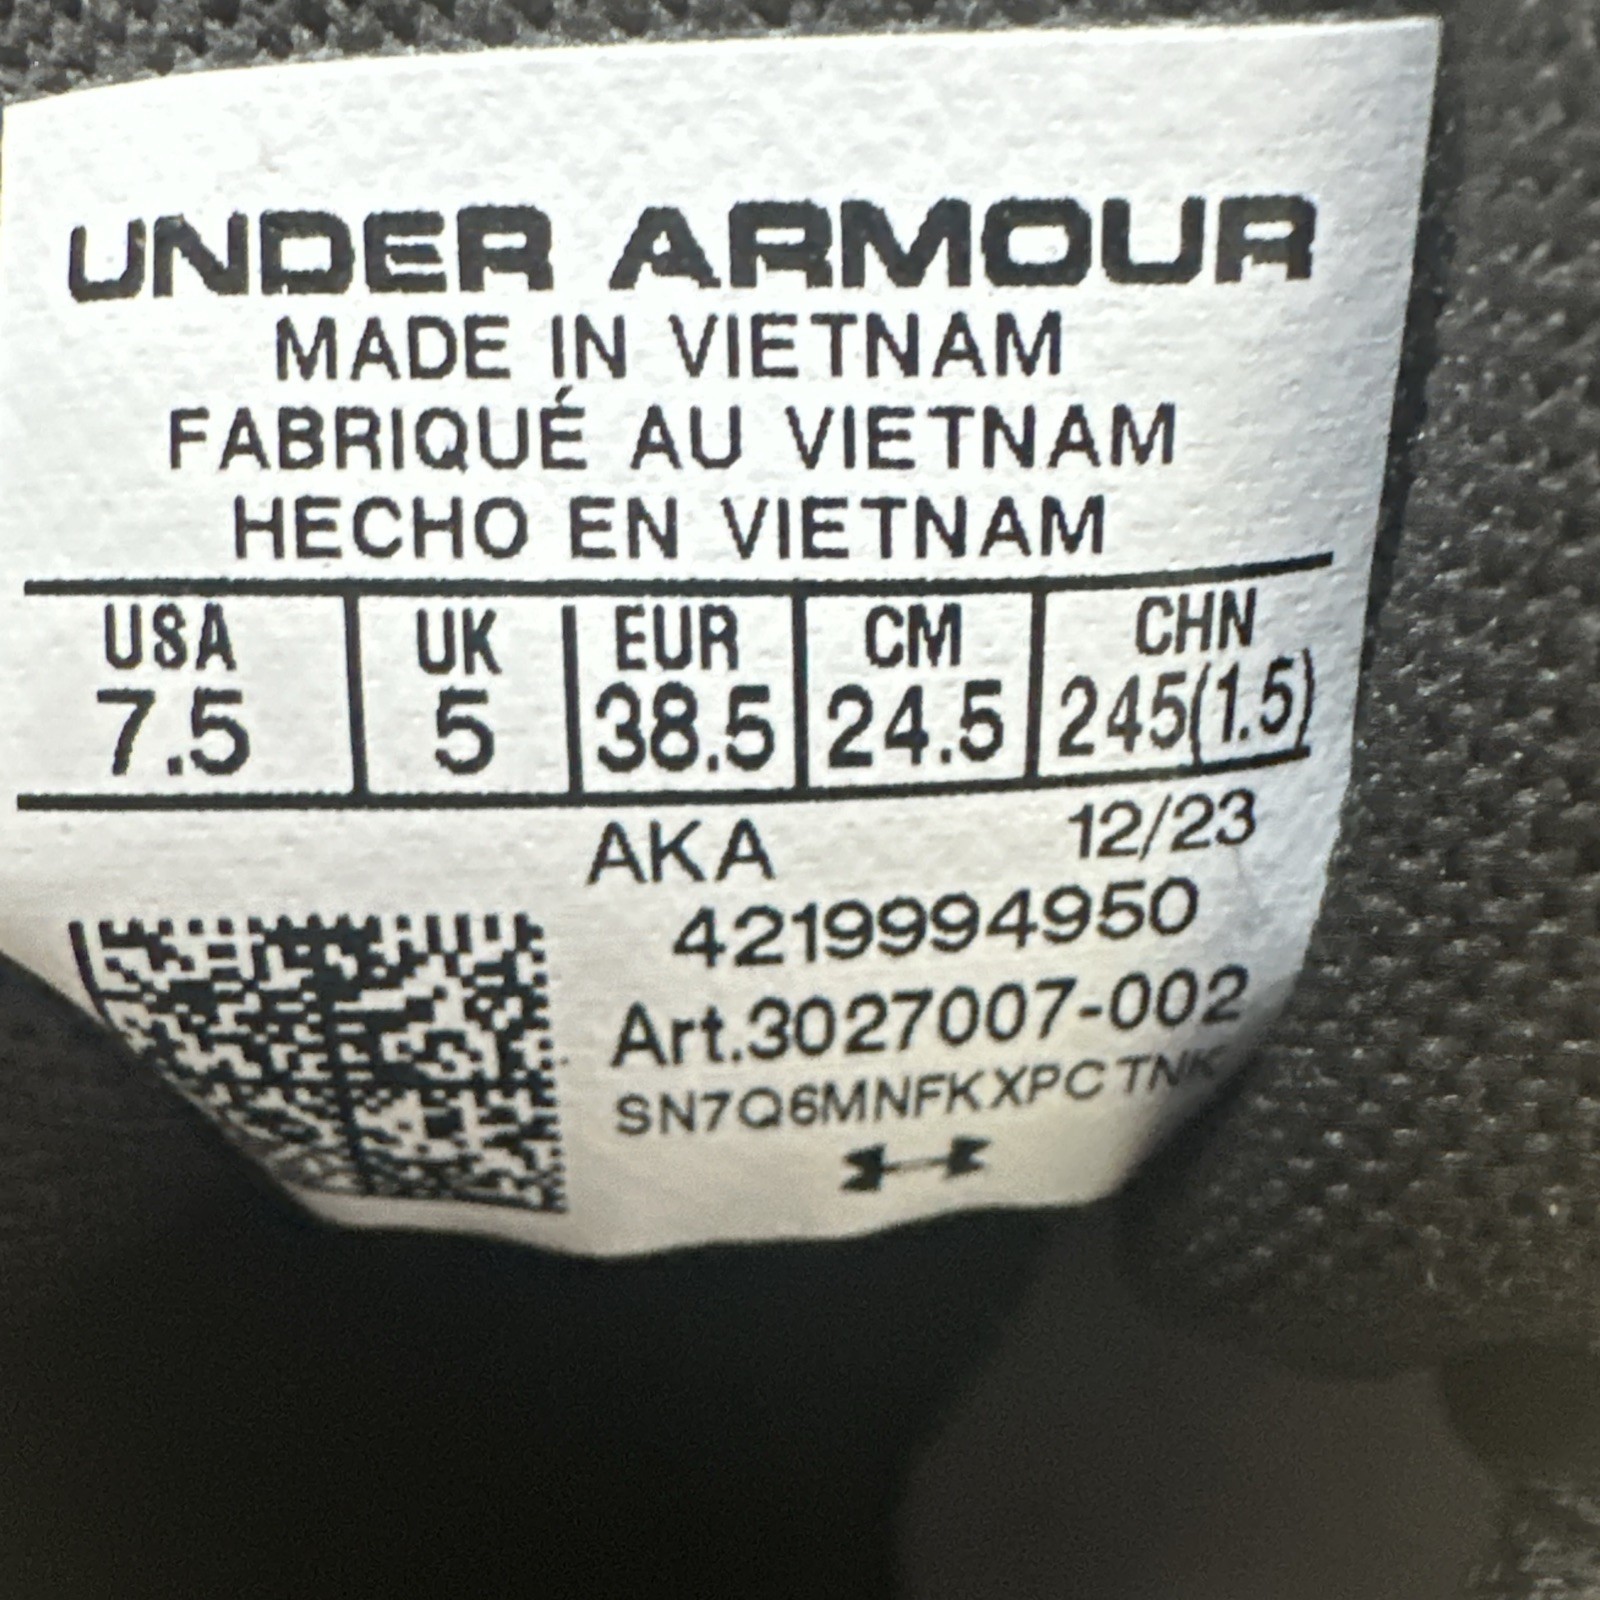 UNDER ARMOUR
MADE IN VIETNAM
FABRIQUÉ AU VIETNAM
HECHO EN VIETNAM
USA UK EUR CM CHN
7.5 5 38.5 24.5 245(1.5)
AKA 12/23
4219994950
Art.3027007-002
SN7Q6MNFKXPCTNK